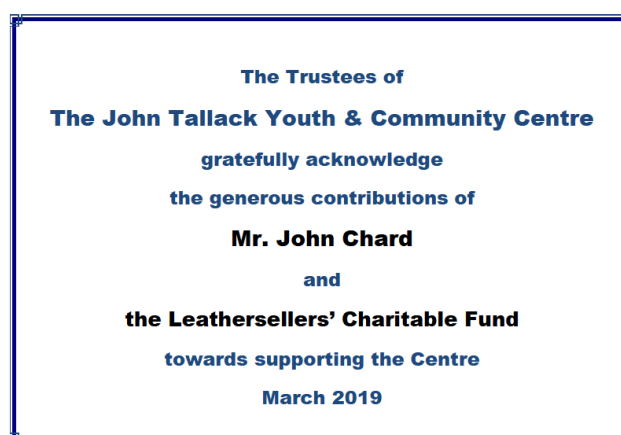 The Trustees of
The John Tallack Youth & Community Centre
gratefully acknowledge
the generous contributions of
Mr. John Chard
and
the Leathersellers’ Charitable Fund
towards supporting the Centre
March 2019